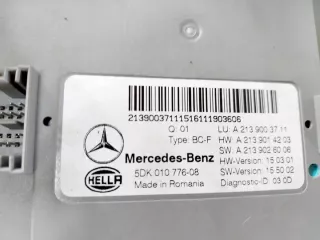 21390037111516111903606
Q: 01 LU: A 213 900 37 11
Type: BC-F HW: A 213 901 42 03
Mercedes-Benz SW: A 213 902 60 06
5DK 010 776-08 HW-Version: 15 03 01
HELLA Made in Romania SW-Version: 15 50 02
Diagnostic-ID: 03 0D